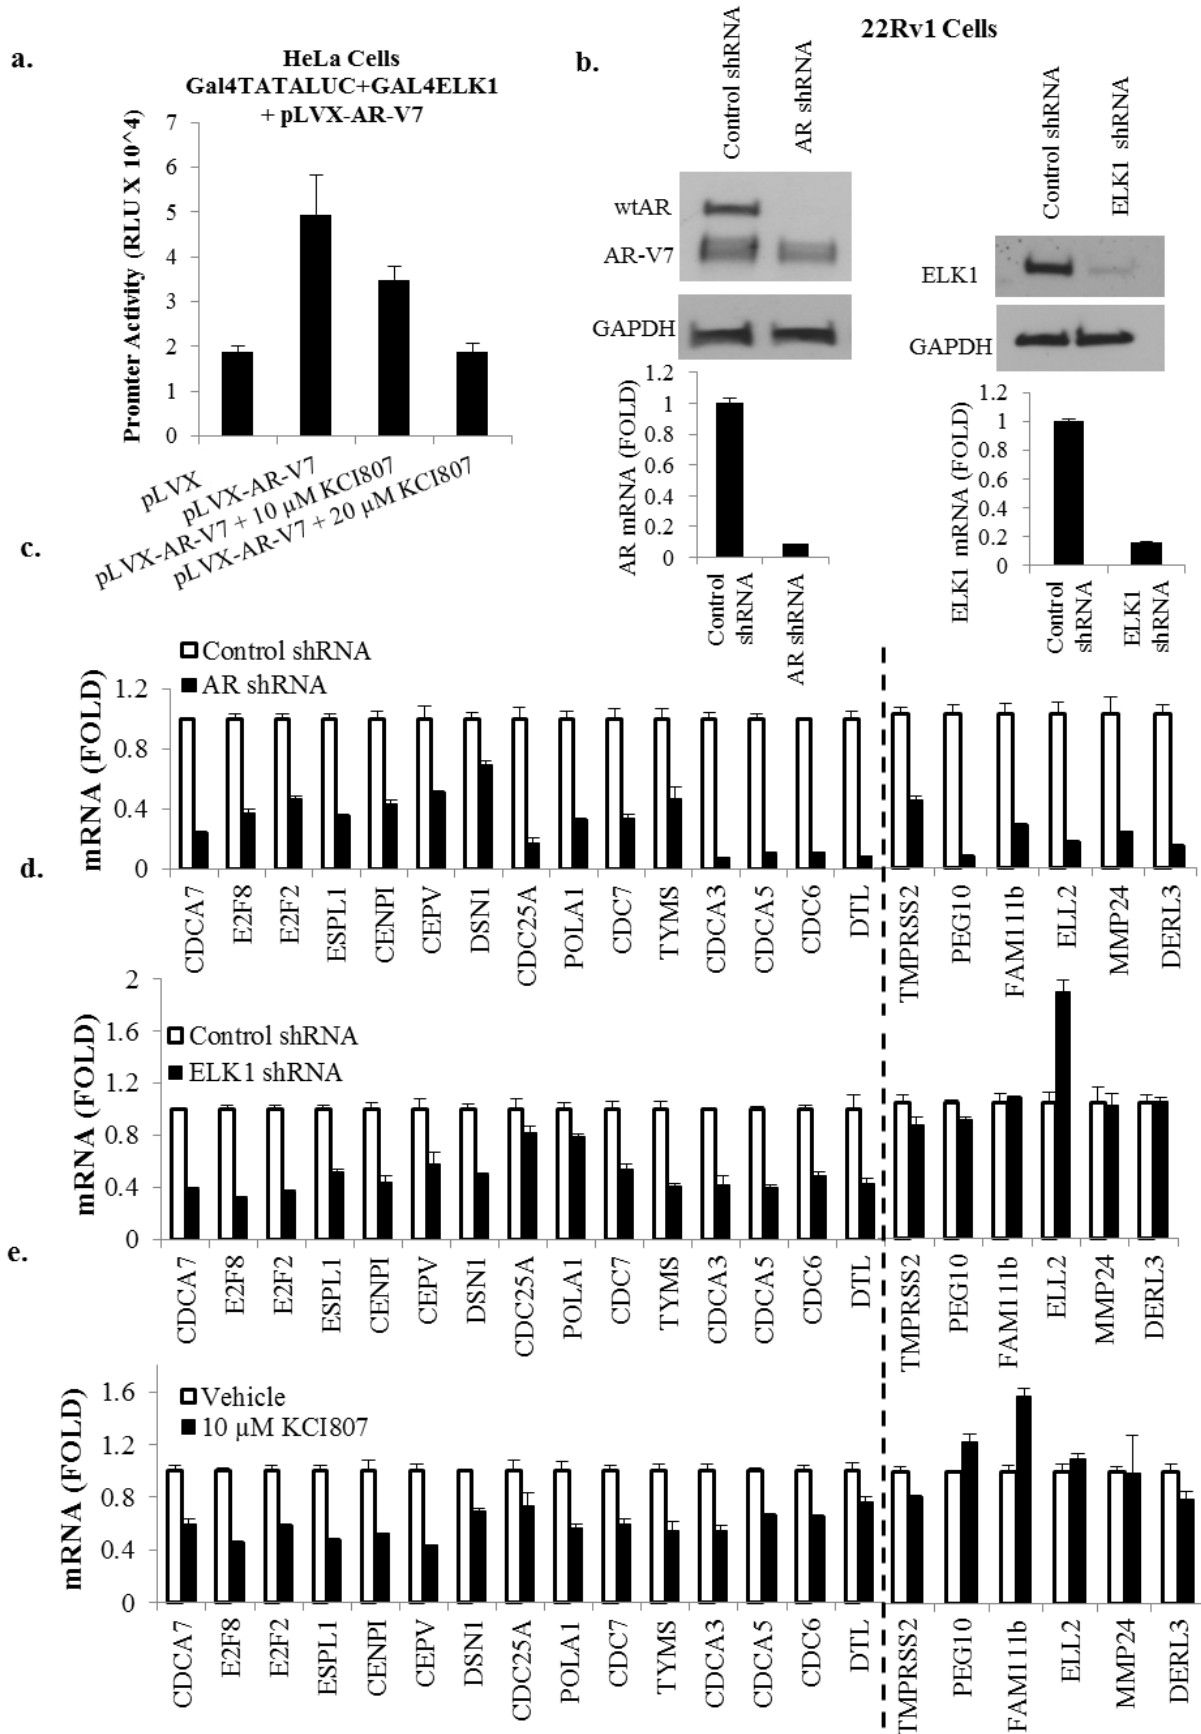 a.
HeLa Cells
Gal4TATALUC+GAL4ELK1
+ pLVX-AR-V7
Promter Activity (RLU X 10^4)
7
6
5
4
3
2
1
0
pLVX
pLVX-AR-V7
pLVX-AR-V7 + 10 µM KCI807
pLVX-AR-V7 + 20 µM KCI807
b.
22Rv1 Cells
Control shRNA
AR shRNA
wtAR
AR-V7
GAPDH
AR mRNA (FOLD)
1.2
1
0.8
0.6
0.4
0.2
0
Control
shRNA
AR shRNA
Control shRNA
ELK1 shRNA
ELK1
GAPDH
ELK1 mRNA (FOLD)
1.2
1
0.8
0.6
0.4
0.2
0
Control
shRNA
ELK1
shRNA
c.
Control shRNA
AR shRNA
mRNA (FOLD)
1.2
0.8
0.4
0
CDCA7
E2F8
E2F2
ESPL1
CENPI
CEPV
DSN1
CDC25A
POLA1
CDC7
TYMS
CDCA3
CDCA5
CDC6
DTL
TMPRSS2
PEG10
FAM111b
ELL2
MMP24
DERL3
d.
Control shRNA
ELK1 shRNA
mRNA (FOLD)
2
1.6
1.2
0.8
0.4
0
CDCA7
E2F8
E2F2
ESPL1
CENPI
CEPV
DSN1
CDC25A
POLA1
CDC7
TYMS
CDCA3
CDCA5
CDC6
DTL
TMPRSS2
PEG10
FAM111b
ELL2
MMP24
DERL3
e.
Vehicle
10 µM KCI807
mRNA (FOLD)
1.6
1.2
0.8
0.4
0
CDCA7
E2F8
E2F2
ESPL1
CENPI
CEPV
DSN1
CDC25A
POLA1
CDC7
TYMS
CDCA3
CDCA5
CDC6
DTL
TMPRSS2
PEG10
FAM111b
ELL2
MMP24
DERL3